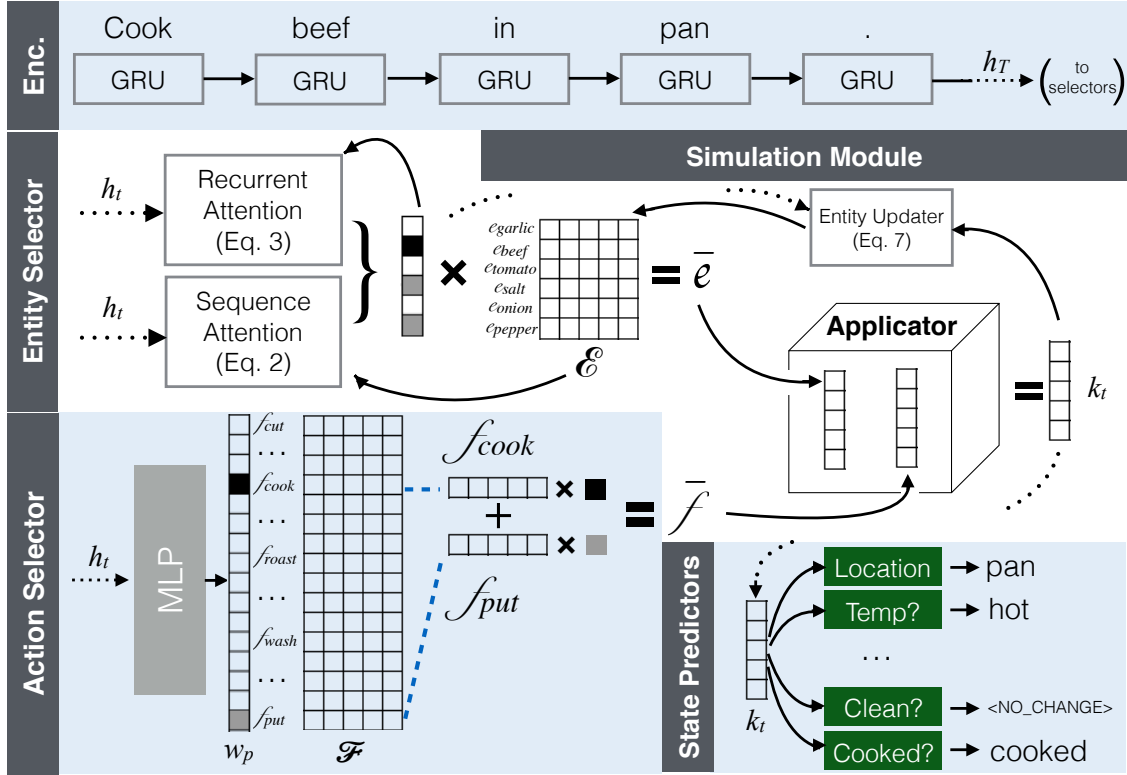 Enc.
Cook beef in pan .
GRU GRU GRU GRU GRU
h_T
(to selectors)
Entity Selector
Simulation Module
h_t
Recurrent
Attention
(Eq. 3)
h_t
Sequence
Attention
(Eq. 2)
}
×
e_garlic
e_beef
e_tomato
e_salt
e_onion
e_pepper
ℰ
= e̅
Entity Updater
(Eq. 7)
Applicator
= k_t
Action Selector
h_t
MLP
f_cut
...
f_cook
...
f_roast
...
f_wash
...
f_put
w_p
ℱ
f_cook
×
+
×
f_put
= f̅
State Predictors
k_t
Location pan
Temp? hot
...
Clean? <NO_CHANGE>
Cooked? cooked